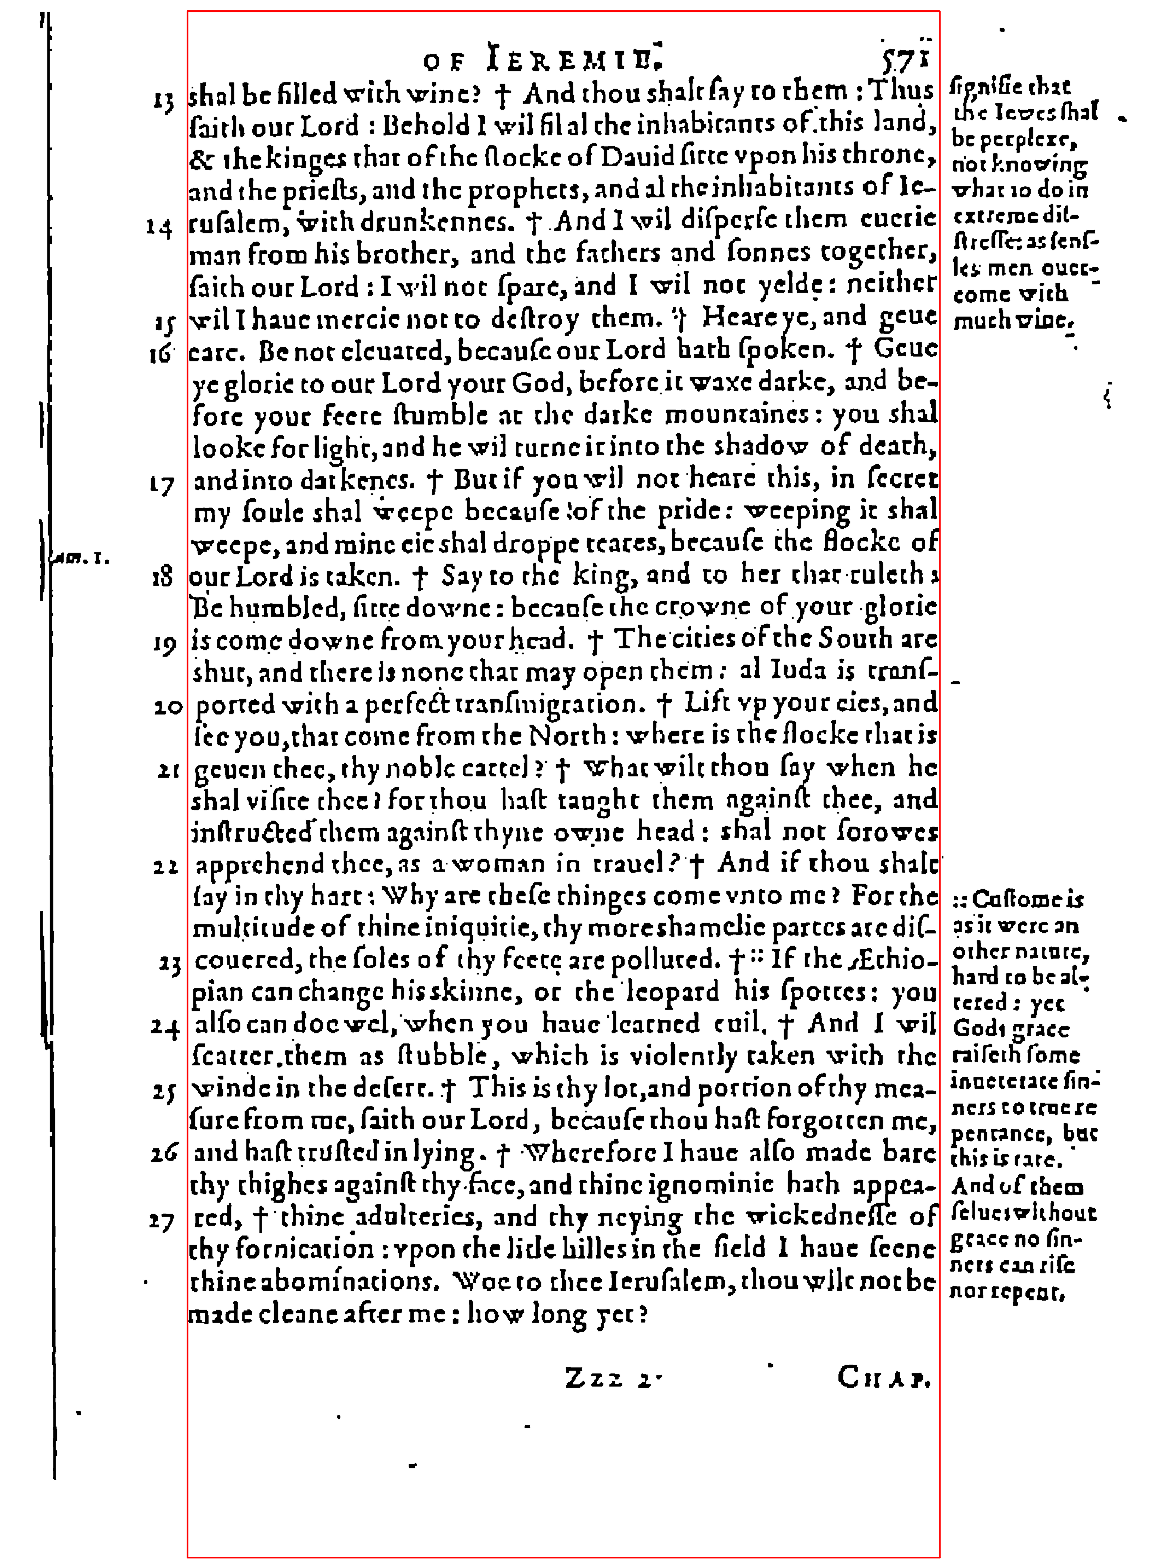 OF IEREMIE. 571
13 shal be filled with wine? † And thou shalt ſay to them: Thus
ſaith our Lord: Behold I wil fil al the inhabitants of this land,
& the kinges that of the ſtocke of Dauid ſitte vpon his throne,
and the prieſts, and the prophets, and al the inhabitants of Ie-
14 ruſalem, with drunkennes. † And I wil diſperſe them euerie
man from his brother, and the fathers and ſonnes together,
ſaith our Lord: I wil not ſpare, and I wil not yelde: neither
15 wil I haue mercie not to deſtroy them. † Heare ye, and geue
16 eare. Be not eleuated, becauſe our Lord hath ſpoken. † Geue
ye glorie to our Lord your God, before it waxe darke, and be-
fore your feete ſtumble at the darke mountaines: you shal
looke for light, and he wil turne it into the shadow of death,
17 and into darkenes. † But if you wil not heare this, in ſecret
my ſoule shal weepe becauſe of the pride: weeping it shal
weepe, and mine eie shal droppe teares, becauſe the flocke of
18 our Lord is taken. † Say to the king, and to her that ruleth:
Be humbled, ſitte downe: becauſe the crowne of your glorie
19 is come downe from your head. † The cities of the South are
shut, and there is none that may open them: al Iuda is tranſ-
20 ported with a perfect tranſmigration. † Lift vp your eies, and
ſee you, that come from the North: where is the flocke that is
21 geuen thee, thy noble cattel? † What wilt thou ſay when he
shal viſite thee? for thou haſt taught them againſt thee, and
inſtructed them againſt thyne owne head: shal not ſorowes
22 apprehend thee, as a woman in trauel? † And if thou shalt
ſay in thy hart: Why are theſe thinges come vnto me? For the
multitude of thine iniquitie, thy more shamelie partes are diſ-
23 couered, the ſoles of thy feete are polluted. † :: If the Æthio-
pian can change his skinne, or the leopard his ſpottes: you
24 alſo can doe wel, when you haue learned euil. † And I wil
ſcatter them as ſtubble, which is violently taken with the
25 winde in the deſert. † This is thy lot, and portion of thy mea-
ſure from me, ſaith our Lord, becauſe thou haſt forgotten me,
26 and haſt truſted in lying. † Wherefore I haue alſo made bare
thy thighes againſt thy face, and thine ignominie hath appea-
27 red, † thine adulteries, and thy neying the wickedneſſe of
thy fornication: vpon the litle hilles in the field I haue ſeene
thine abominations. Woe to thee Ieruſalem, thou wilt not be
made cleane after me: how long yet?
Zzz 2 CHAP.
ſignifie that
the Iewes ſhal
be perplexe,
not knowing
what to do in
extreme diſ-
ſtreſſe: as ſenſ-
les men ouer-
come with
much wine.
:: Cuſtome is
as it were an
other nature,
hard to be al-
tered: yet
Gods grace
raiſeth ſome
inueterate ſin-
ners to true re
pentance, but
this is rare.
And of them
ſelues without
grace no ſin-
ners can riſe
nor repent.